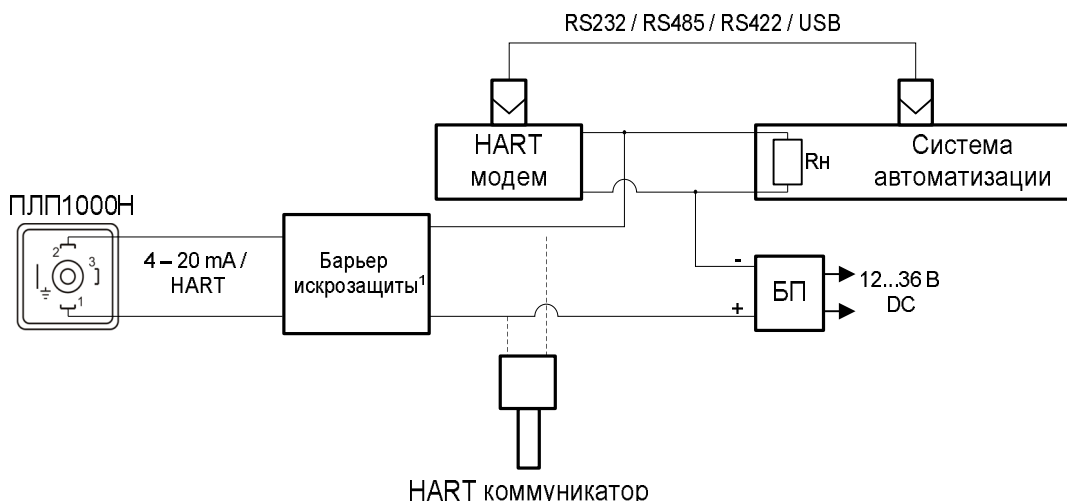 RS232 / RS485 / RS422 / USB
HART
модем
Rн
Система
автоматизации
ПЛП1000Н
2
3
1
4 – 20 mA /
HART
Барьер
искрозащиты¹
-
+
БП
12...36 В
DC
HART коммуникатор